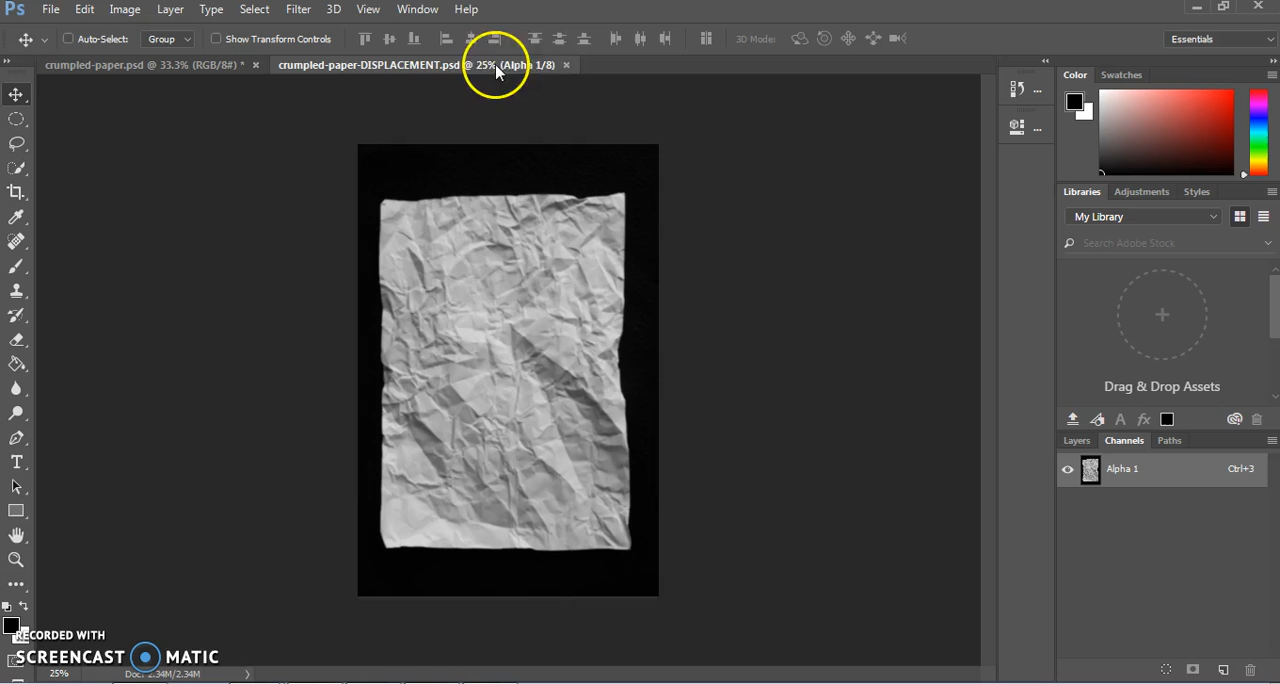 Ps File Edit Image Layer Type Select Filter 3D View Window Help
Auto-Select: Group Show Transform Controls 3D Mode: Essentials
crumpled-paper.psd @ 33.3% (RGB/8#) * × crumpled-paper-DISPLACEMENT.psd @ 25% (Alpha 1/8) ×
Color Swatches
Libraries Adjustments Styles
My Library
Search Adobe Stock
Drag & Drop Assets
Layers Channels Paths
Alpha 1 Ctrl+3
RECORDED WITH
SCREENCAST MATIC
25% Doc: 2.34M/2.34M